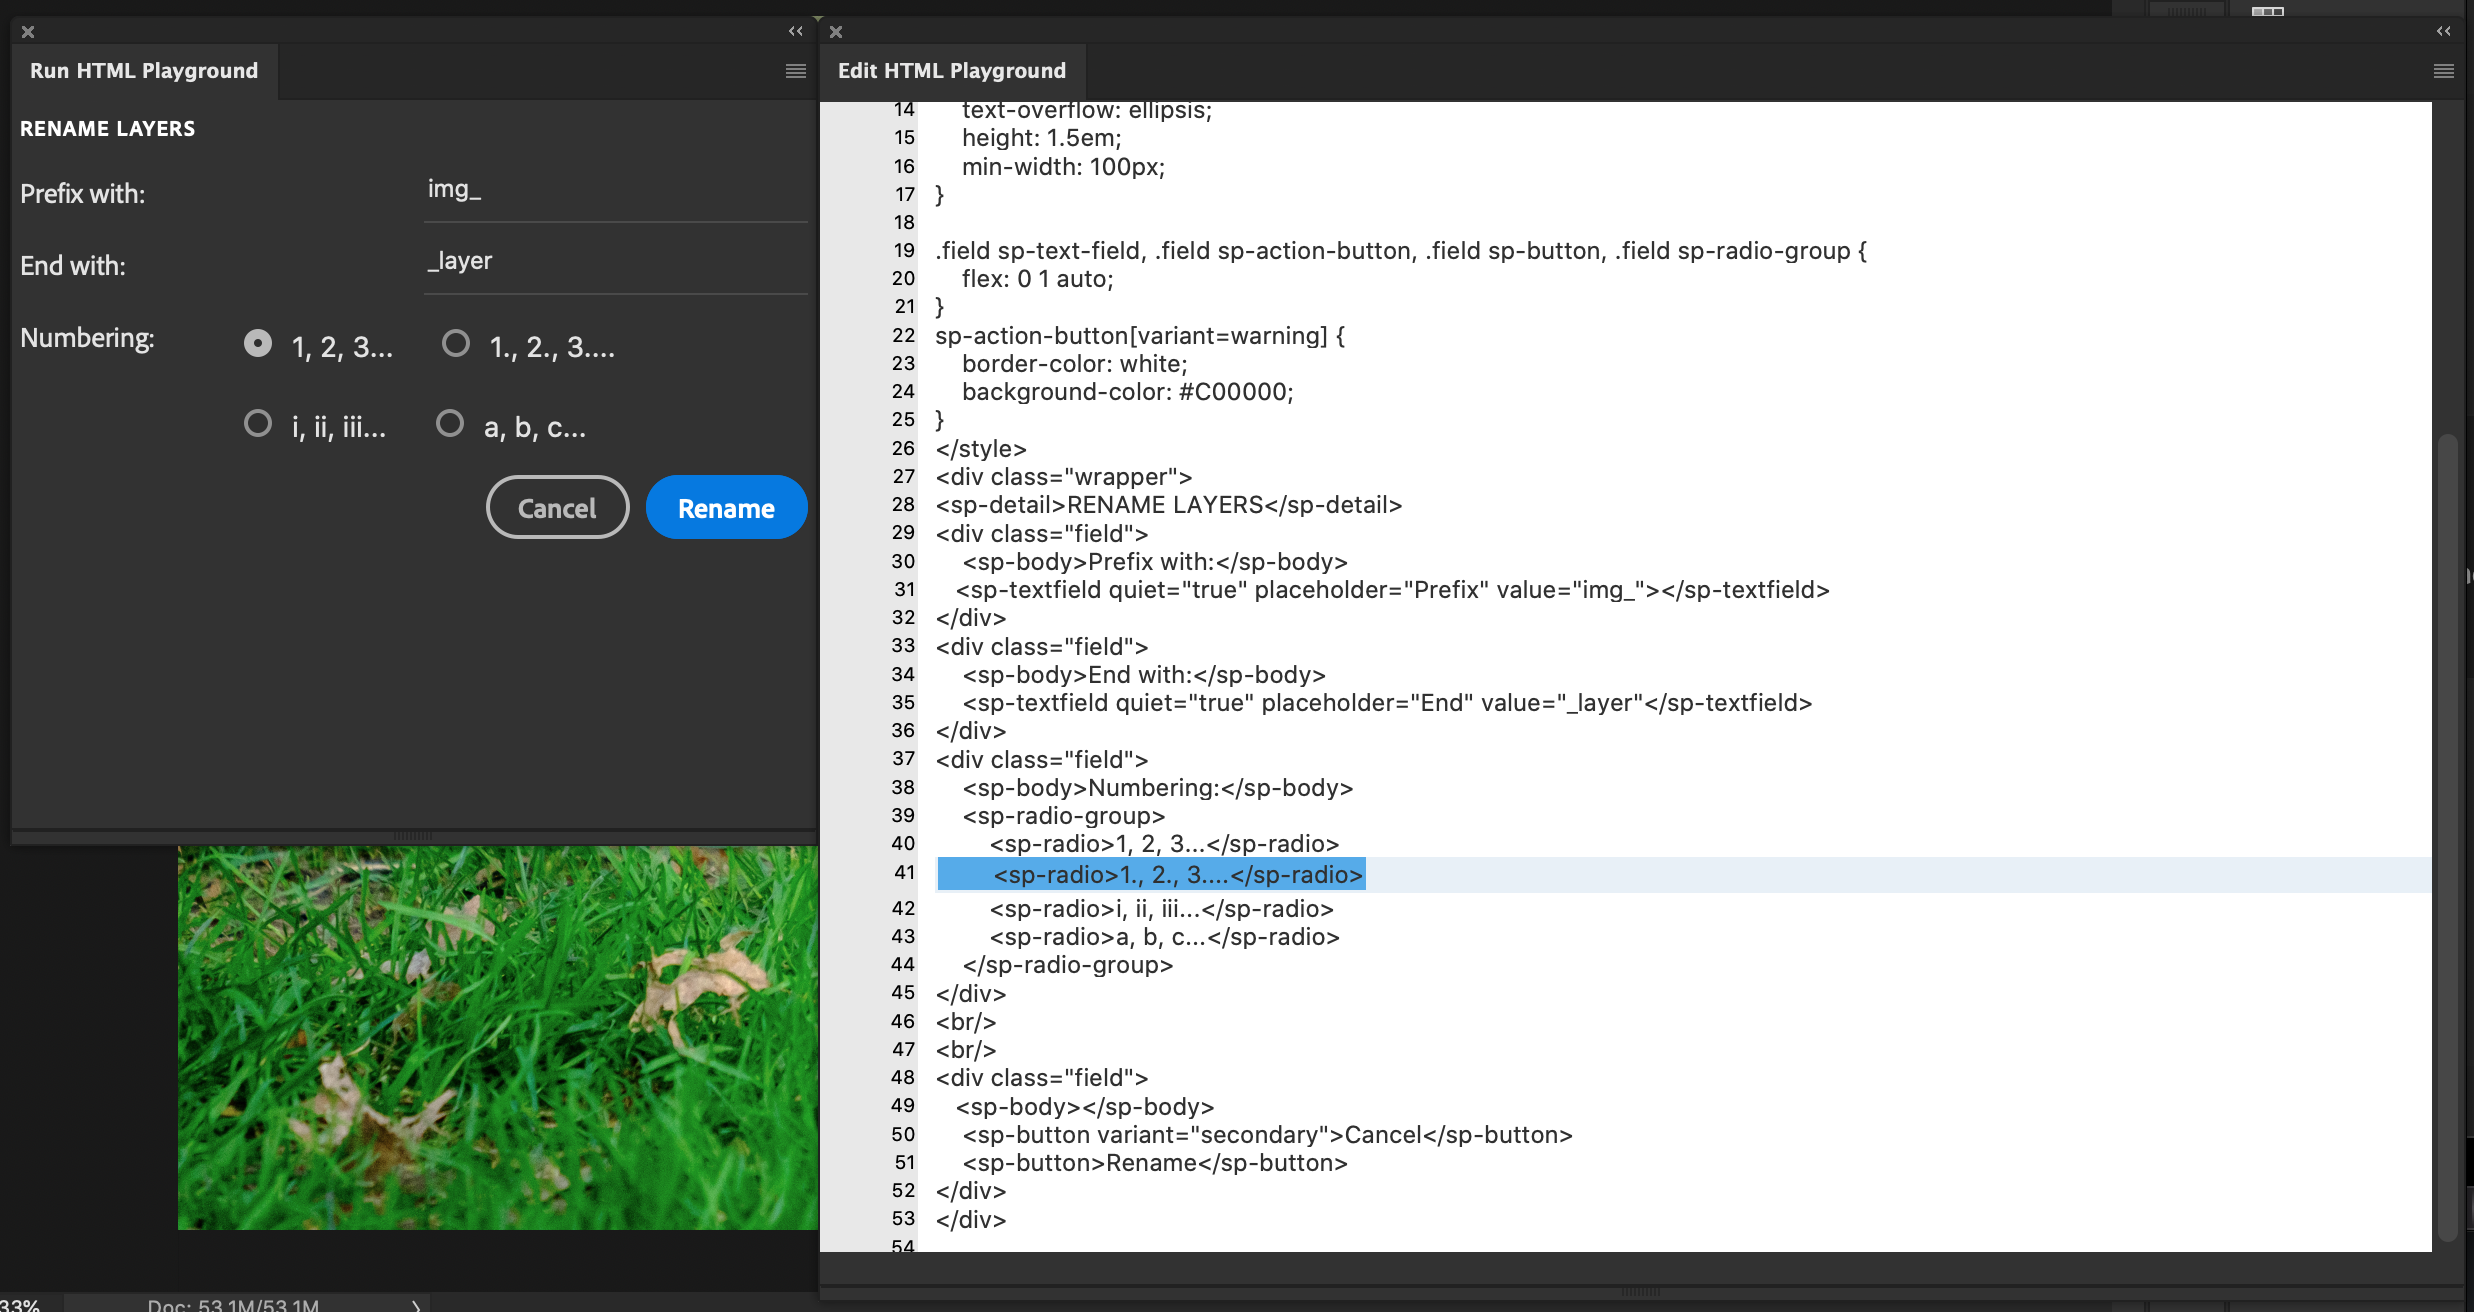 Run HTML Playground
RENAME LAYERS
Prefix with:
img_
End with:
_layer
Numbering:
1, 2, 3...
1., 2., 3....
i, ii, iii...
a, b, c...
Cancel
Rename
33%
Doc: 53.1M/53.1M
Edit HTML Playground
14 text-overflow: ellipsis;
15 height: 1.5em;
16 min-width: 100px;
17 }
18
19 .field sp-text-field, .field sp-action-button, .field sp-button, .field sp-radio-group {
20 flex: 0 1 auto;
21 }
22 sp-action-button[variant=warning] {
23 border-color: white;
24 background-color: #C00000;
25 }
26 </style>
27 <div class="wrapper">
28 <sp-detail>RENAME LAYERS</sp-detail>
29 <div class="field">
30 <sp-body>Prefix with:</sp-body>
31 <sp-textfield quiet="true" placeholder="Prefix" value="img_"></sp-textfield>
32 </div>
33 <div class="field">
34 <sp-body>End with:</sp-body>
35 <sp-textfield quiet="true" placeholder="End" value="_layer"</sp-textfield>
36 </div>
37 <div class="field">
38 <sp-body>Numbering:</sp-body>
39 <sp-radio-group>
40 <sp-radio>1, 2, 3...</sp-radio>
41 <sp-radio>1., 2., 3....</sp-radio>
42 <sp-radio>i, ii, iii...</sp-radio>
43 <sp-radio>a, b, c...</sp-radio>
44 </sp-radio-group>
45 </div>
46 <br/>
47 <br/>
48 <div class="field">
49 <sp-body></sp-body>
50 <sp-button variant="secondary">Cancel</sp-button>
51 <sp-button>Rename</sp-button>
52 </div>
53 </div>
54